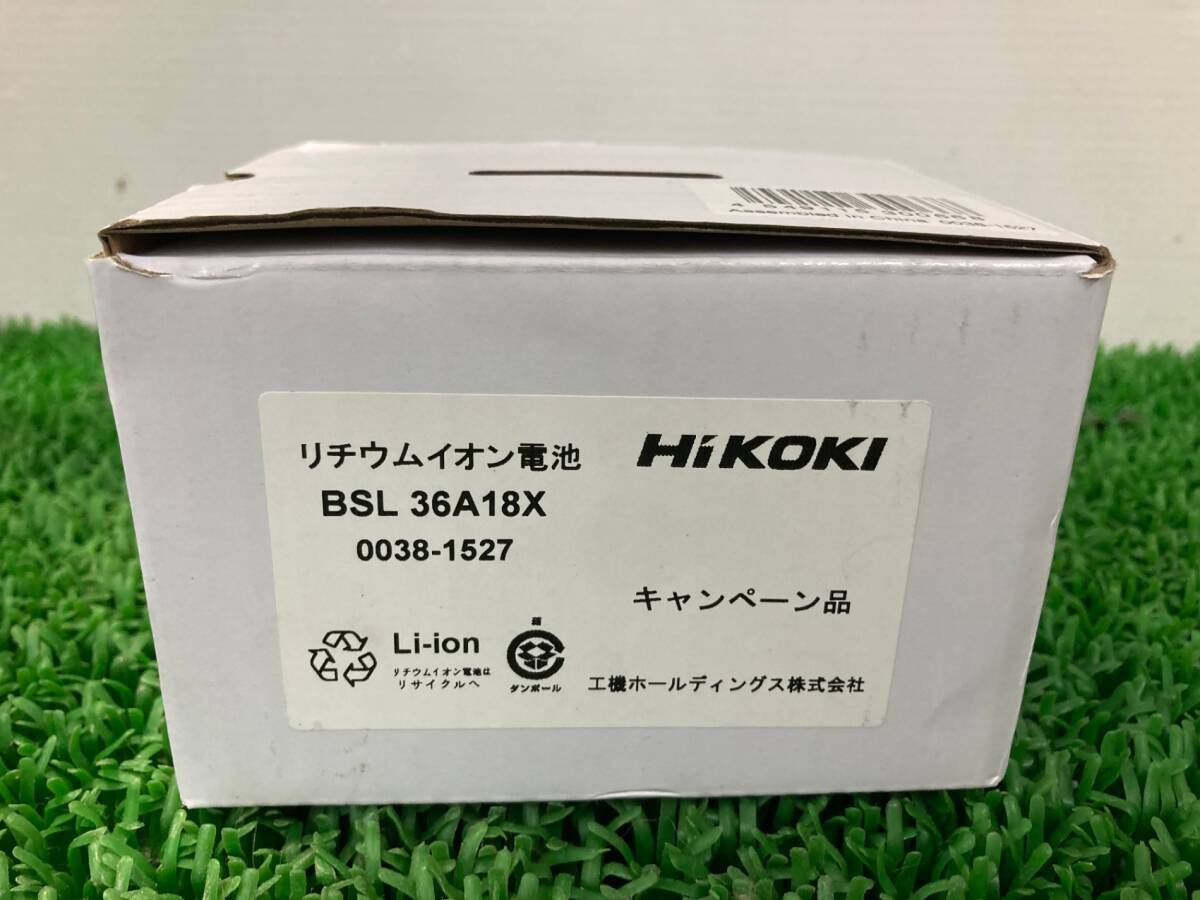 Assembled in China 0038-1527
リチウムイオン電池
HiKOKI
BSL 36A18X
0038-1527
キャンペーン品
Li-ion
リチウムイオン電池は
リサイクルへ
箱
ダンボール
工機ホールディングス株式会社